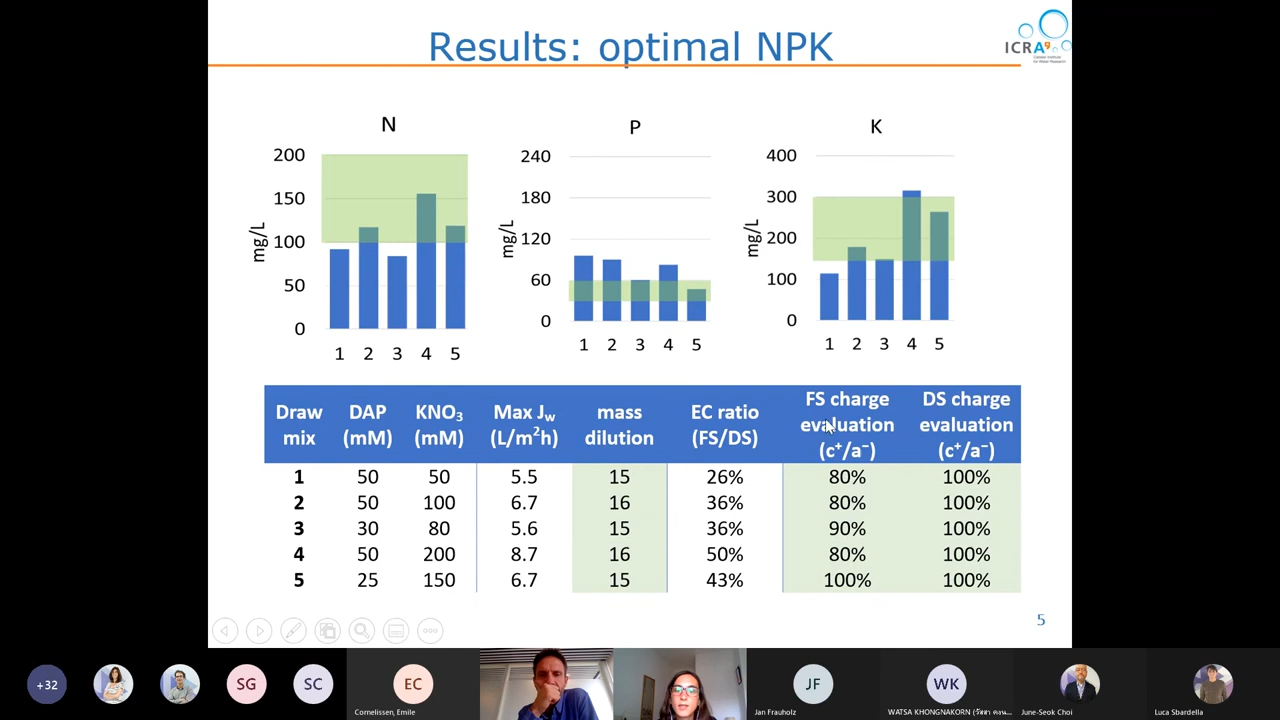 Results: optimal NPK
ICRA9
Catalan Institute
for Water Research
N
200
150
100
50
0
mg/L
1 2 3 4 5
P
240
180
120
60
0
mg/L
1 2 3 4 5
K
400
300
200
100
0
mg/L
1 2 3 4 5
Draw mix DAP (mM) KNO₃ (mM) Max Jw (L/m²h) mass dilution EC ratio (FS/DS) FS charge evaluation (c⁺/a⁻) DS charge evaluation (c⁺/a⁻)
1 50 50 5.5 15 26% 80% 100%
2 50 100 6.7 16 36% 80% 100%
3 30 80 5.6 15 36% 90% 100%
4 50 200 8.7 16 50% 80% 100%
5 25 150 6.7 15 43% 100% 100%
5
+32
SG
SC
EC
Cornelissen, Emile
JF
Jan Frauholz
WK
WATSA KHONGNAKORN
June-Seok Choi
Luca Sbardella